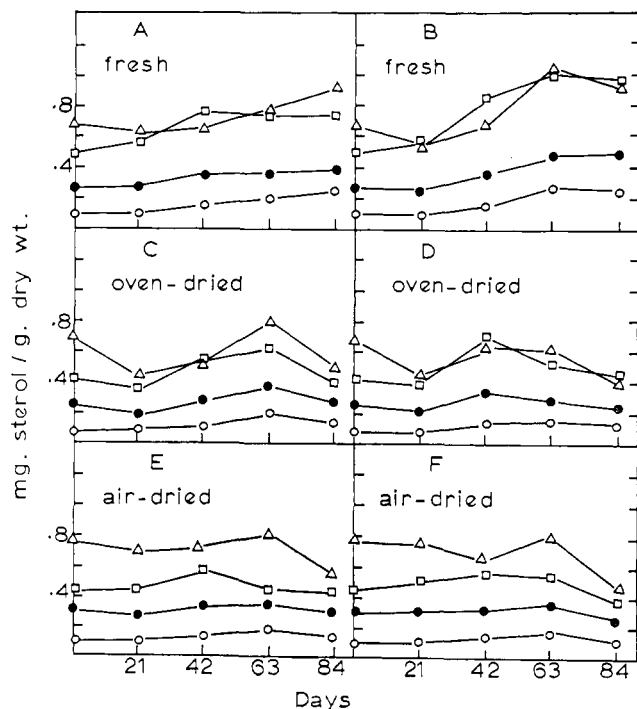 A
B
fresh
fresh
.8
.4
C
D
oven-dried
oven-dried
.8
.4
E
F
air-dried
air-dried
.8
.4
21 42 63 84 21 42 63 84
Days
mg. sterol/g. dry wt.